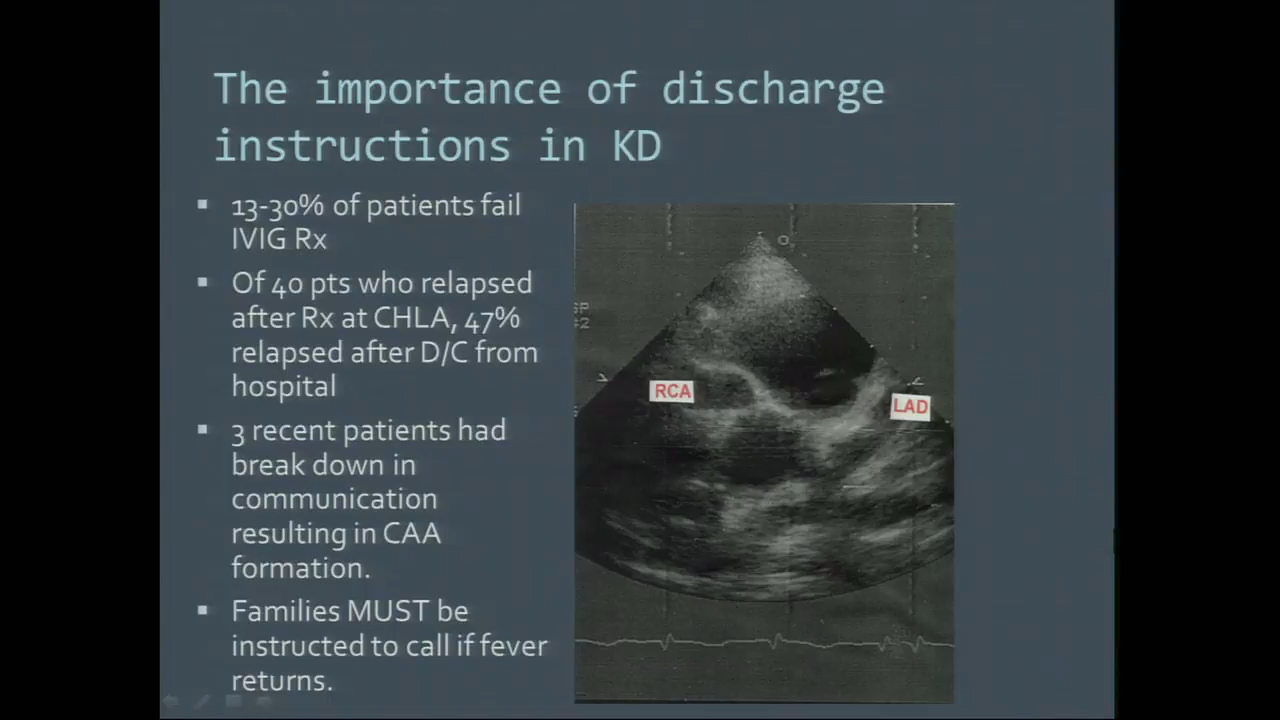 The importance of discharge
instructions in KD
▪ 13-30% of patients fail
IVIG Rx
▪ Of 40 pts who relapsed
after Rx at CHLA, 47%
relapsed after D/C from
hospital
▪ 3 recent patients had
break down in
communication
resulting in CAA
formation.
▪ Families MUST be
instructed to call if fever
returns.
RCA
LAD